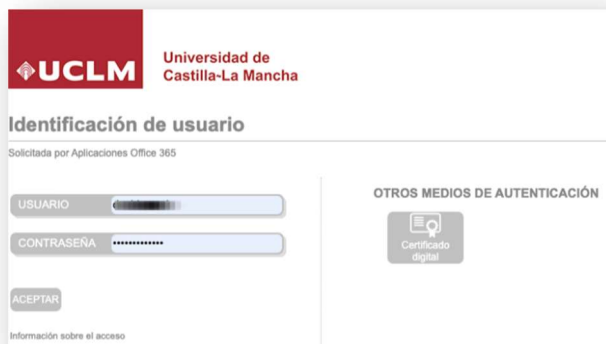 UCLM
Universidad de
Castilla-La Mancha
Identificación de usuario
Solicitada por Aplicaciones Office 365
USUARIO
CONTRASEÑA
•••••••••••••
ACEPTAR
Información sobre el acceso
OTROS MEDIOS DE AUTENTICACIÓN
Certificado
digital